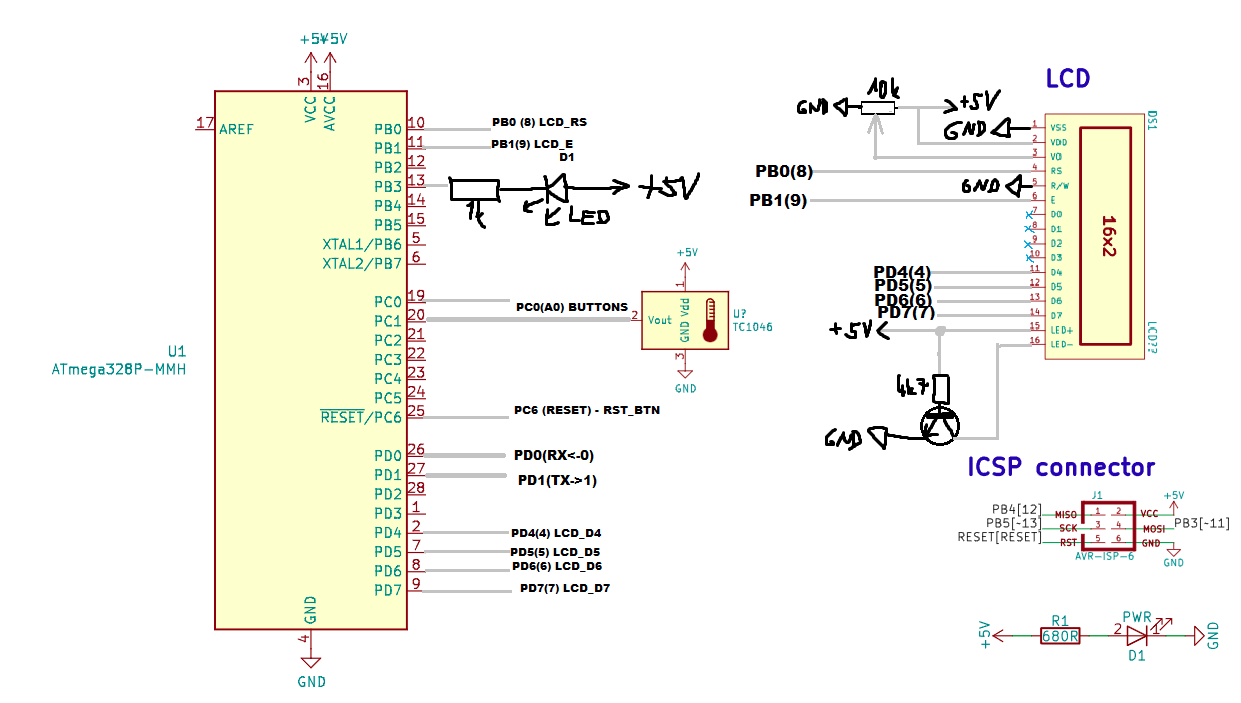 +5V +5V
3 16
VCC AVCC
17 AREF
PB0 10 PB0 (8) LCD_RS
PB1 11 PB1(9) LCD_E
D1
PB2 12
PB3 13
1k LED +5V
PB4 14
PB5 15
XTAL1/PB6 5
XTAL2/PB7 6
PC0 19 PC0(A0) BUTTONS
PC1 20
PC2 21
PC3 22
PC4 23
PC5 24
RESET/PC6 25 PC6 (RESET) - RST_BTN
PD0 26 PD0(RX<-0)
PD1 27 PD1(TX->1)
PD2 28
PD3 1
PD4 2 PD4(4) LCD_D4
PD5 7 PD5(5) LCD_D5
PD6 8 PD6(6) LCD_D6
PD7 9 PD7(7) LCD_D7
U1
ATmega328P-MMH
GND
4
GND
+5V
1
2 Vout GND Vdd
U?
TC1046
3
GND
LCD
10k
GND +5V
DS1
GND 1 VSS
2 VDD
3 VO
PB0(8) 4 RS
GND 5 R/W
PB1(9) 6 E
7 D0
8 D1
9 D2
10 D3
PD4(4) 11 D4
PD5(5) 12 D5
PD6(6) 13 D6
PD7(7) 14 D7
+5V 15 LED+
16 LED-
16x2
LCD??
4k7
GND
ICSP connector
J1 +5V
PB4[12] MISO 1 2 VCC
PB5[-13] SCK 3 4 MOSI PB3[-11]
RESET[RESET] RST 5 6 GND
AVR-ISP-6 GND
+5V R1 680R 2 PWR 1 D1 GND